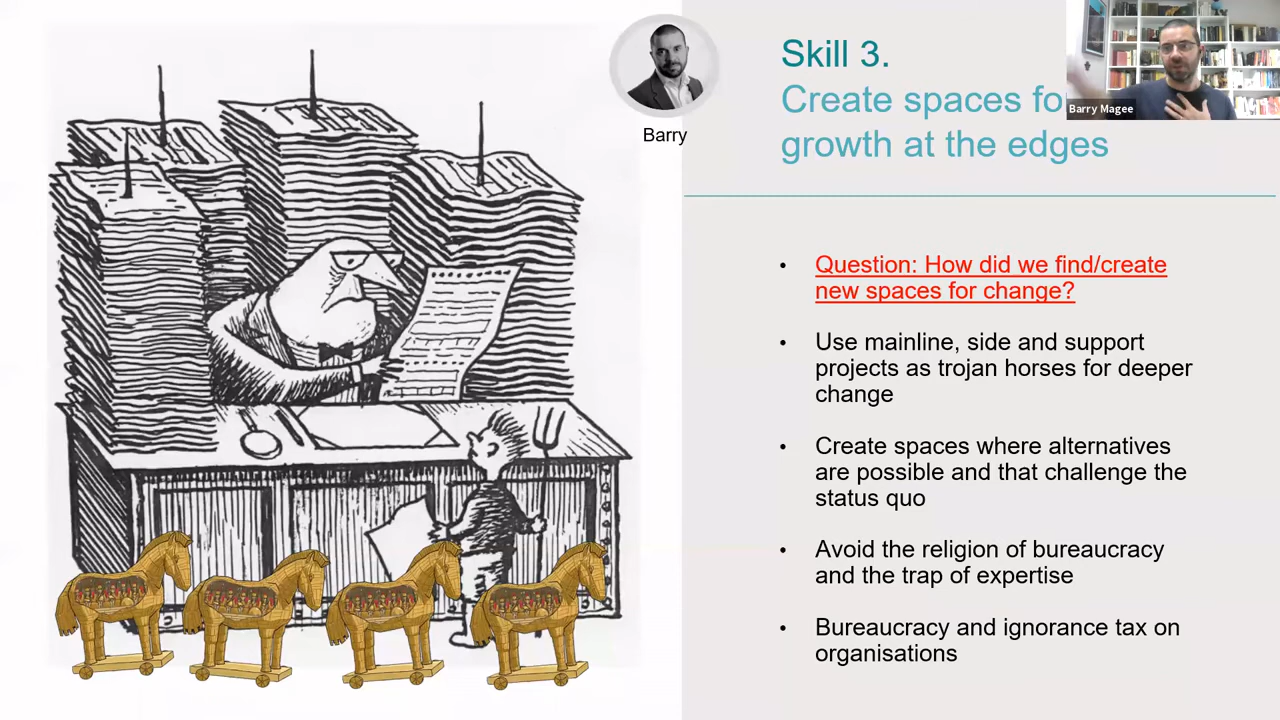 Barry
Skill 3.
Create spaces fo
growth at the edges
Barry Magee
• Question: How did we find/create
new spaces for change?
• Use mainline, side and support
projects as trojan horses for deeper
change
• Create spaces where alternatives
are possible and that challenge the
status quo
• Avoid the religion of bureaucracy
and the trap of expertise
• Bureaucracy and ignorance tax on
organisations